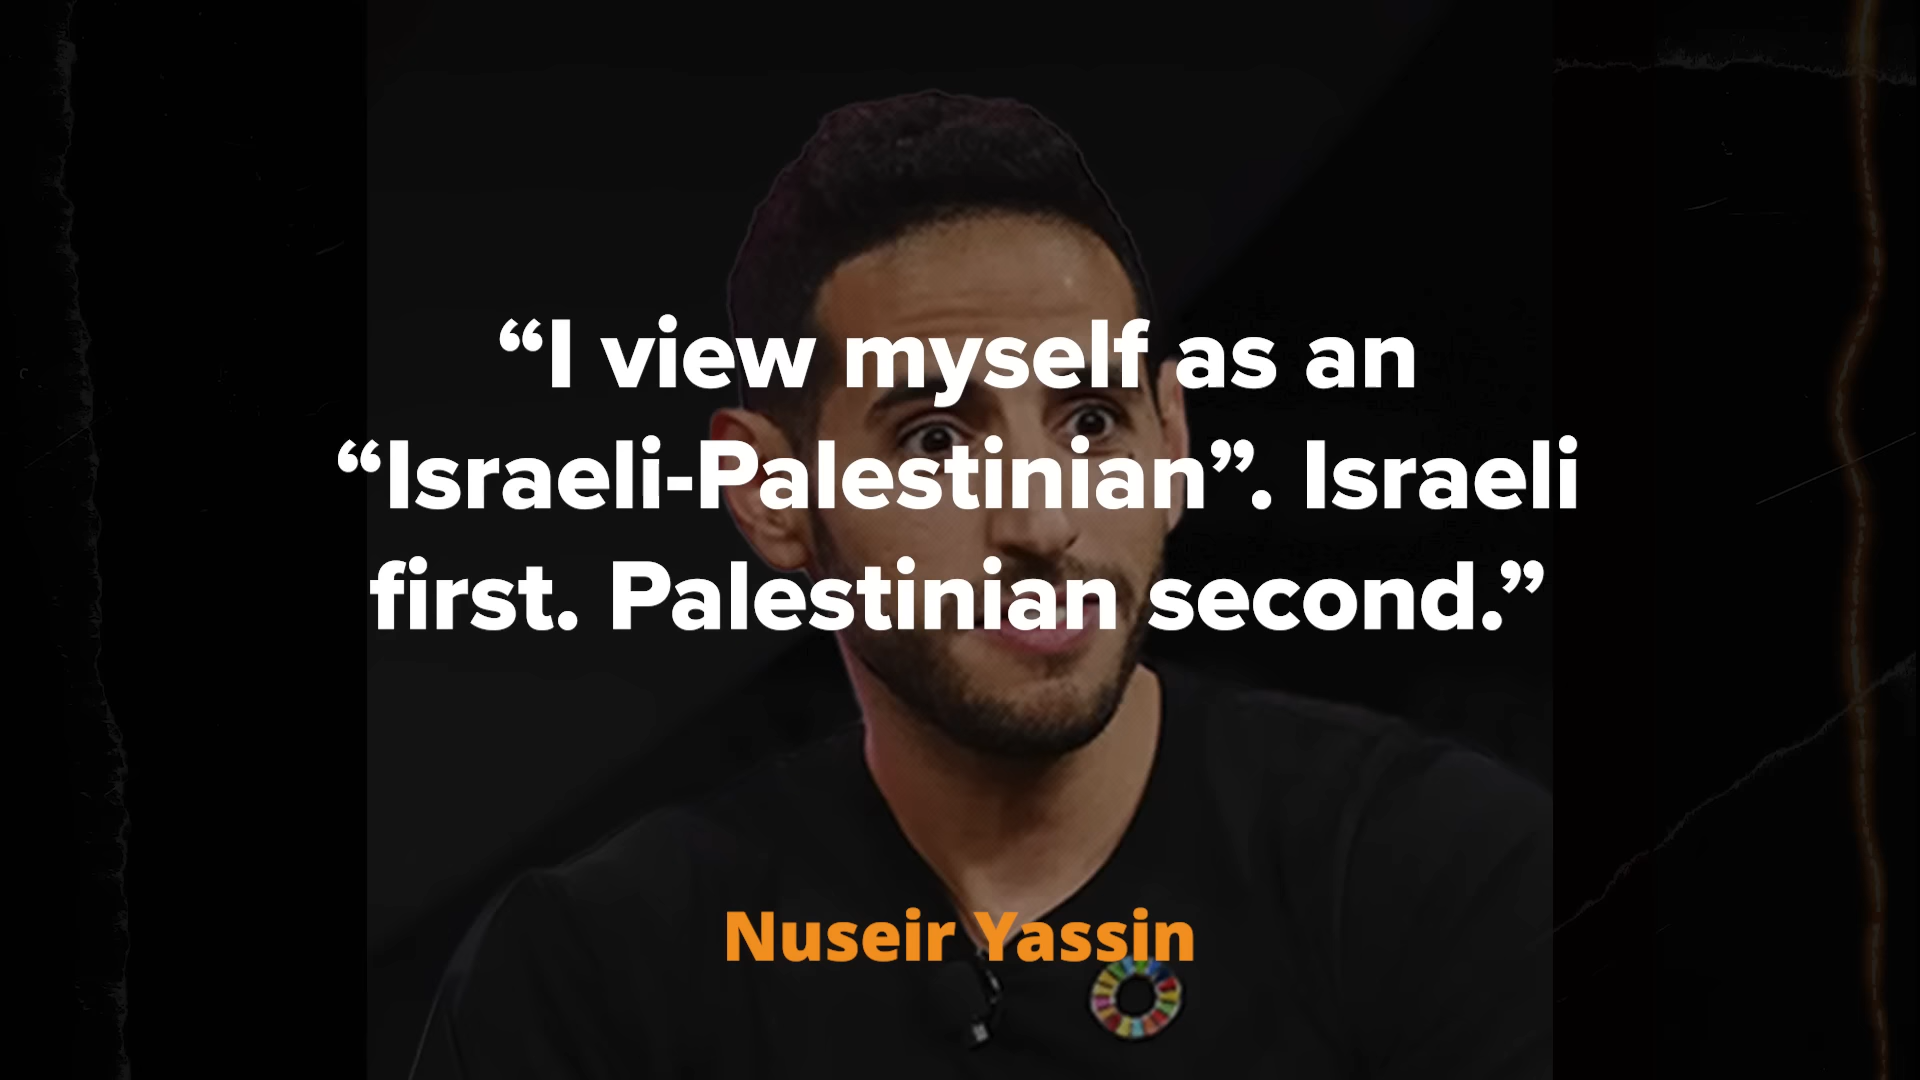 “I view myself as an
“Israeli-Palestinian”. Israeli
first. Palestinian second.”
Nuseir Yassin